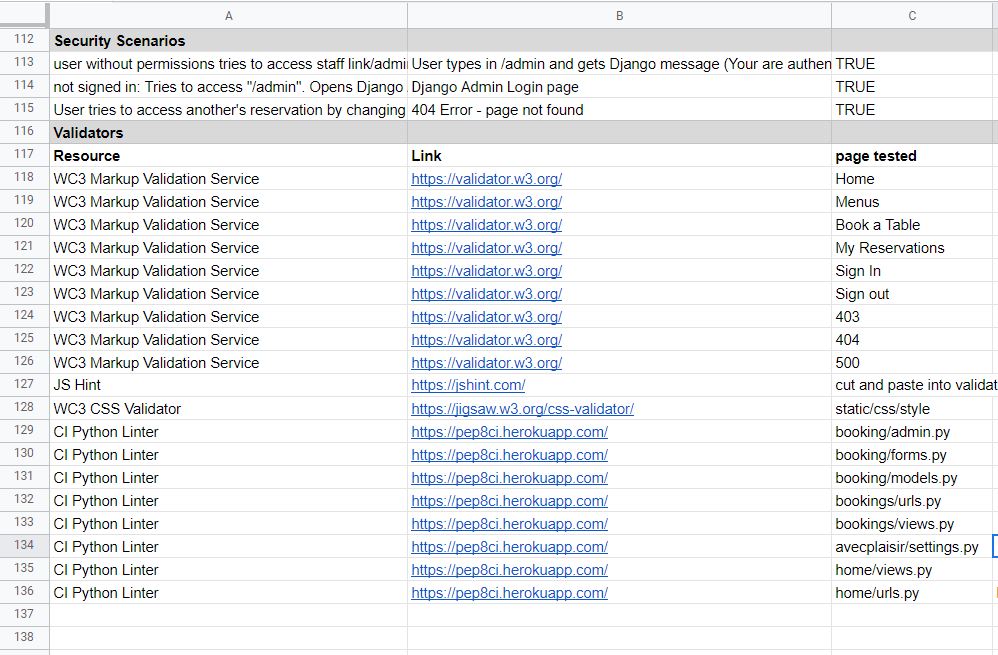 A B C
112 Security Scenarios
113 user without permissions tries to access staff link/admi User types in /admin and gets Django message (Your are authen TRUE
114 not signed in: Tries to access "/admin". Opens Django Django Admin Login page TRUE
115 User tries to access another's reservation by changing 404 Error - page not found TRUE
116 Validators
117 Resource Link page tested
118 WC3 Markup Validation Service https://validator.w3.org/ Home
119 WC3 Markup Validation Service https://validator.w3.org/ Menus
120 WC3 Markup Validation Service https://validator.w3.org/ Book a Table
121 WC3 Markup Validation Service https://validator.w3.org/ My Reservations
122 WC3 Markup Validation Service https://validator.w3.org/ Sign In
123 WC3 Markup Validation Service https://validator.w3.org/ Sign out
124 WC3 Markup Validation Service https://validator.w3.org/ 403
125 WC3 Markup Validation Service https://validator.w3.org/ 404
126 WC3 Markup Validation Service https://validator.w3.org/ 500
127 JS Hint https://jshint.com/ cut and paste into validat
128 WC3 CSS Validator https://jigsaw.w3.org/css-validator/ static/css/style
129 CI Python Linter https://pep8ci.herokuapp.com/ booking/admin.py
130 CI Python Linter https://pep8ci.herokuapp.com/ booking/forms.py
131 CI Python Linter https://pep8ci.herokuapp.com/ booking/models.py
132 CI Python Linter https://pep8ci.herokuapp.com/ bookings/urls.py
133 CI Python Linter https://pep8ci.herokuapp.com/ bookings/views.py
134 CI Python Linter https://pep8ci.herokuapp.com/ avecplaisir/settings.py
135 CI Python Linter https://pep8ci.herokuapp.com/ home/views.py
136 CI Python Linter https://pep8ci.herokuapp.com/ home/urls.py
137
138